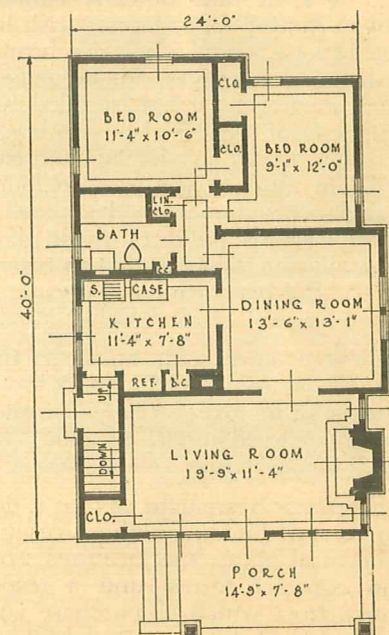 24'-0"
CLO.
BED ROOM
11'-4" x 10'-6"
BED ROOM
9'-1" x 12'-0"
CLO.
LIN.
CLO.
BATH
40'-0"
C.C.
S.
CASE
DINING ROOM
13'-6" x 13'-1"
KITCHEN
11'-4" x 7'-8"
REF.
B.C
UP
DOWN
LIVING ROOM
19'-9" x 11'-4"
CLO.
PORCH
14'-9" x 7'-8"